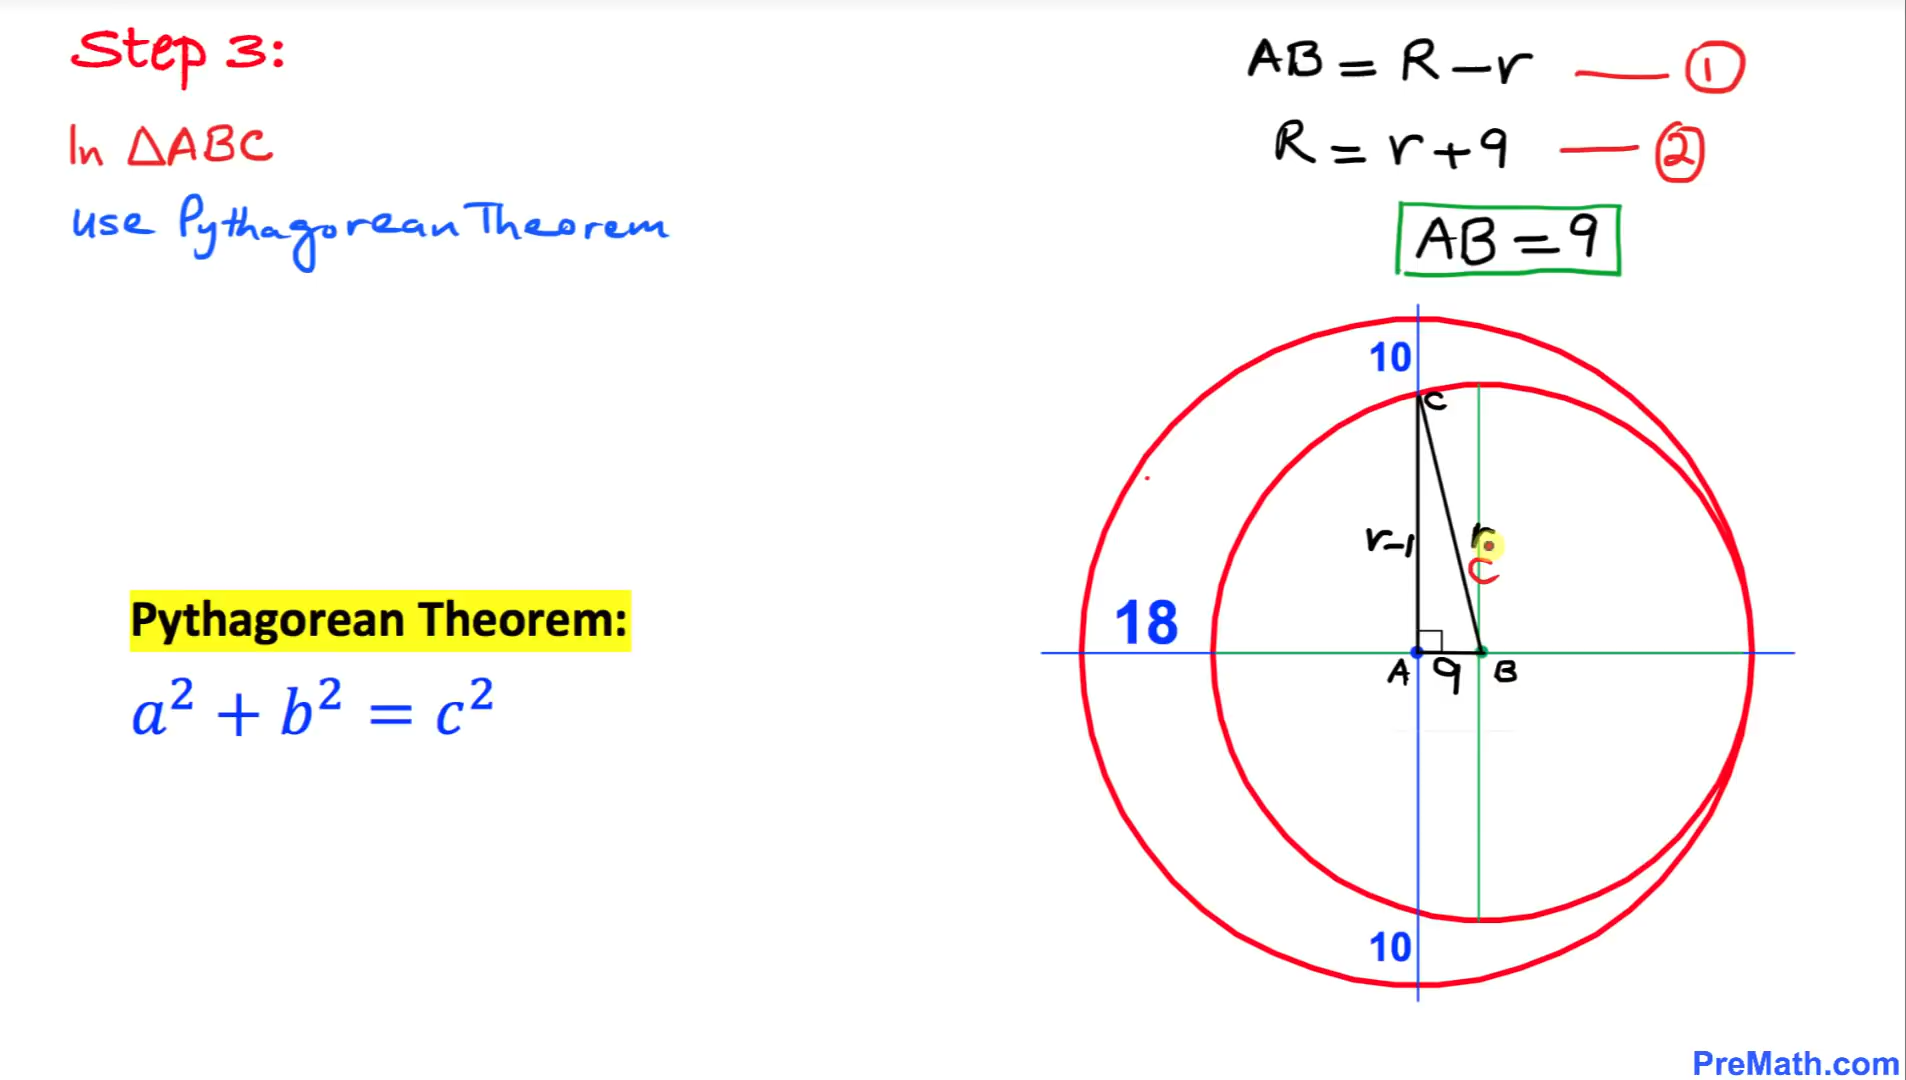 Step 3:
In △ABC
use Pythagorean Theorem
Pythagorean Theorem:
a² + b² = c²
AB = R – r — ①
R = r + 9 — ②
AB = 9
10
C
r-1
r
c
18
A
9
B
10
PreMath.com